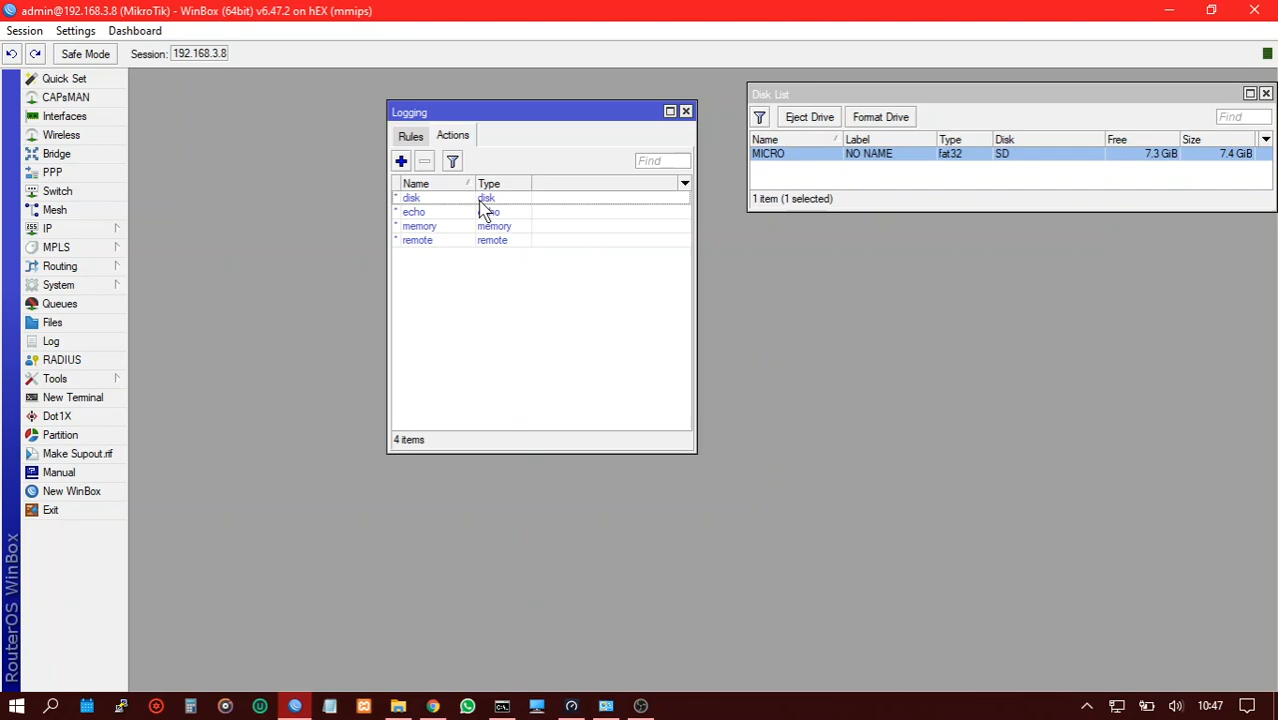 admin@192.168.3.8 (MikroTik) - WinBox (64bit) v6.47.2 on hEX (mmips)
Session Settings Dashboard
Safe Mode Session: 192.168.3.8
Quick Set
CAPsMAN
Interfaces
Wireless
Bridge
PPP
Switch
Mesh
IP
MPLS
Routing
System
Queues
Files
Log
RADIUS
Tools
New Terminal
Dot1X
Partition
Make Supout.rif
Manual
New WinBox
Exit
RouterOS WinBox
Logging
Rules Actions
Find
Name Type
* disk disk
* echo
* memory memory
* remote remote
4 items
Disk List
Eject Drive Format Drive Find
Name Label Type Disk Free Size
MICRO NO NAME fat32 SD 7.3 GiB 7.4 GiB
1 item (1 selected)
10:47